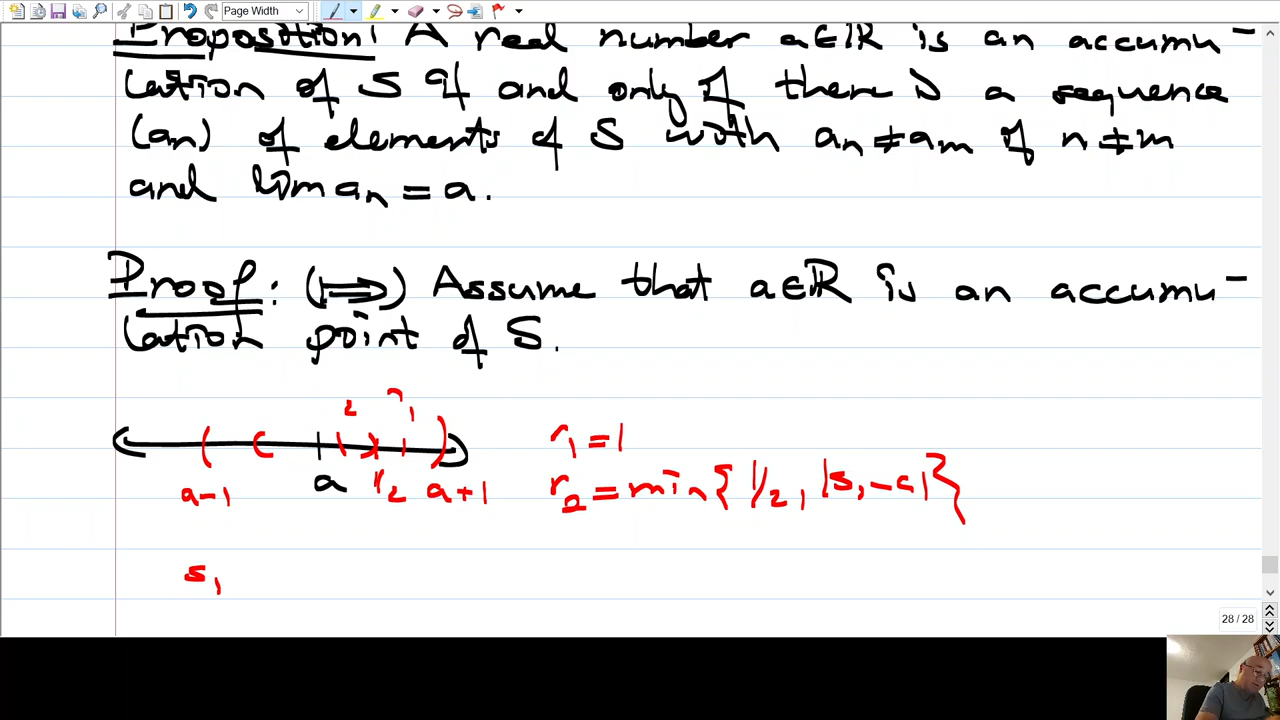 Page Width
Proposition: A real number a∈ℝ is an accumu-
lation of S if and only if there is a sequence
(an) of elements of S with an≠am if n≠m
and lim an = a.
Proof: (⟹) Assume that a∈ℝ is an accumu-
lation point of S.
2 1
a-1 a 1/2 a+1
r1 = 1
r2 = min{1/2, |s1-a|}
s1
28 / 28